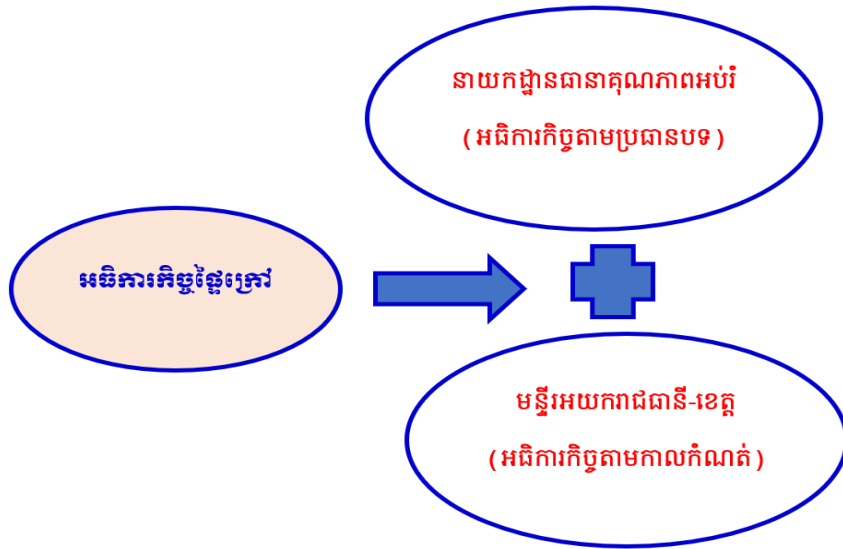 នាយកដ្ឋានធានាគុណភាពអប់រំ
( អធិការកិច្ចតាមប្រធានបទ )
អធិការកិច្ចផ្ទៃក្រៅ
មន្ទីរអយករាជធានី-ខេត្ត
( អធិការកិច្ចតាមកាលកំណត់ )